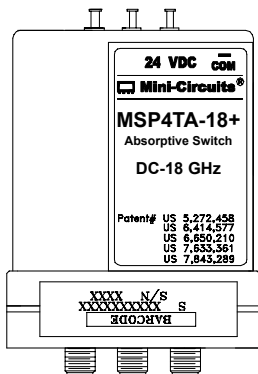 24 VDC COM
Mini-Circuits®
MSP4TA-18+
Absorptive Switch
DC-18 GHz
Patent# US 5,272,458
US 6,414,577
US 6,650,210
US 7,633,361
US 7,843,289
BARCODE
S XXXXXXXXXX
S/N XXXX